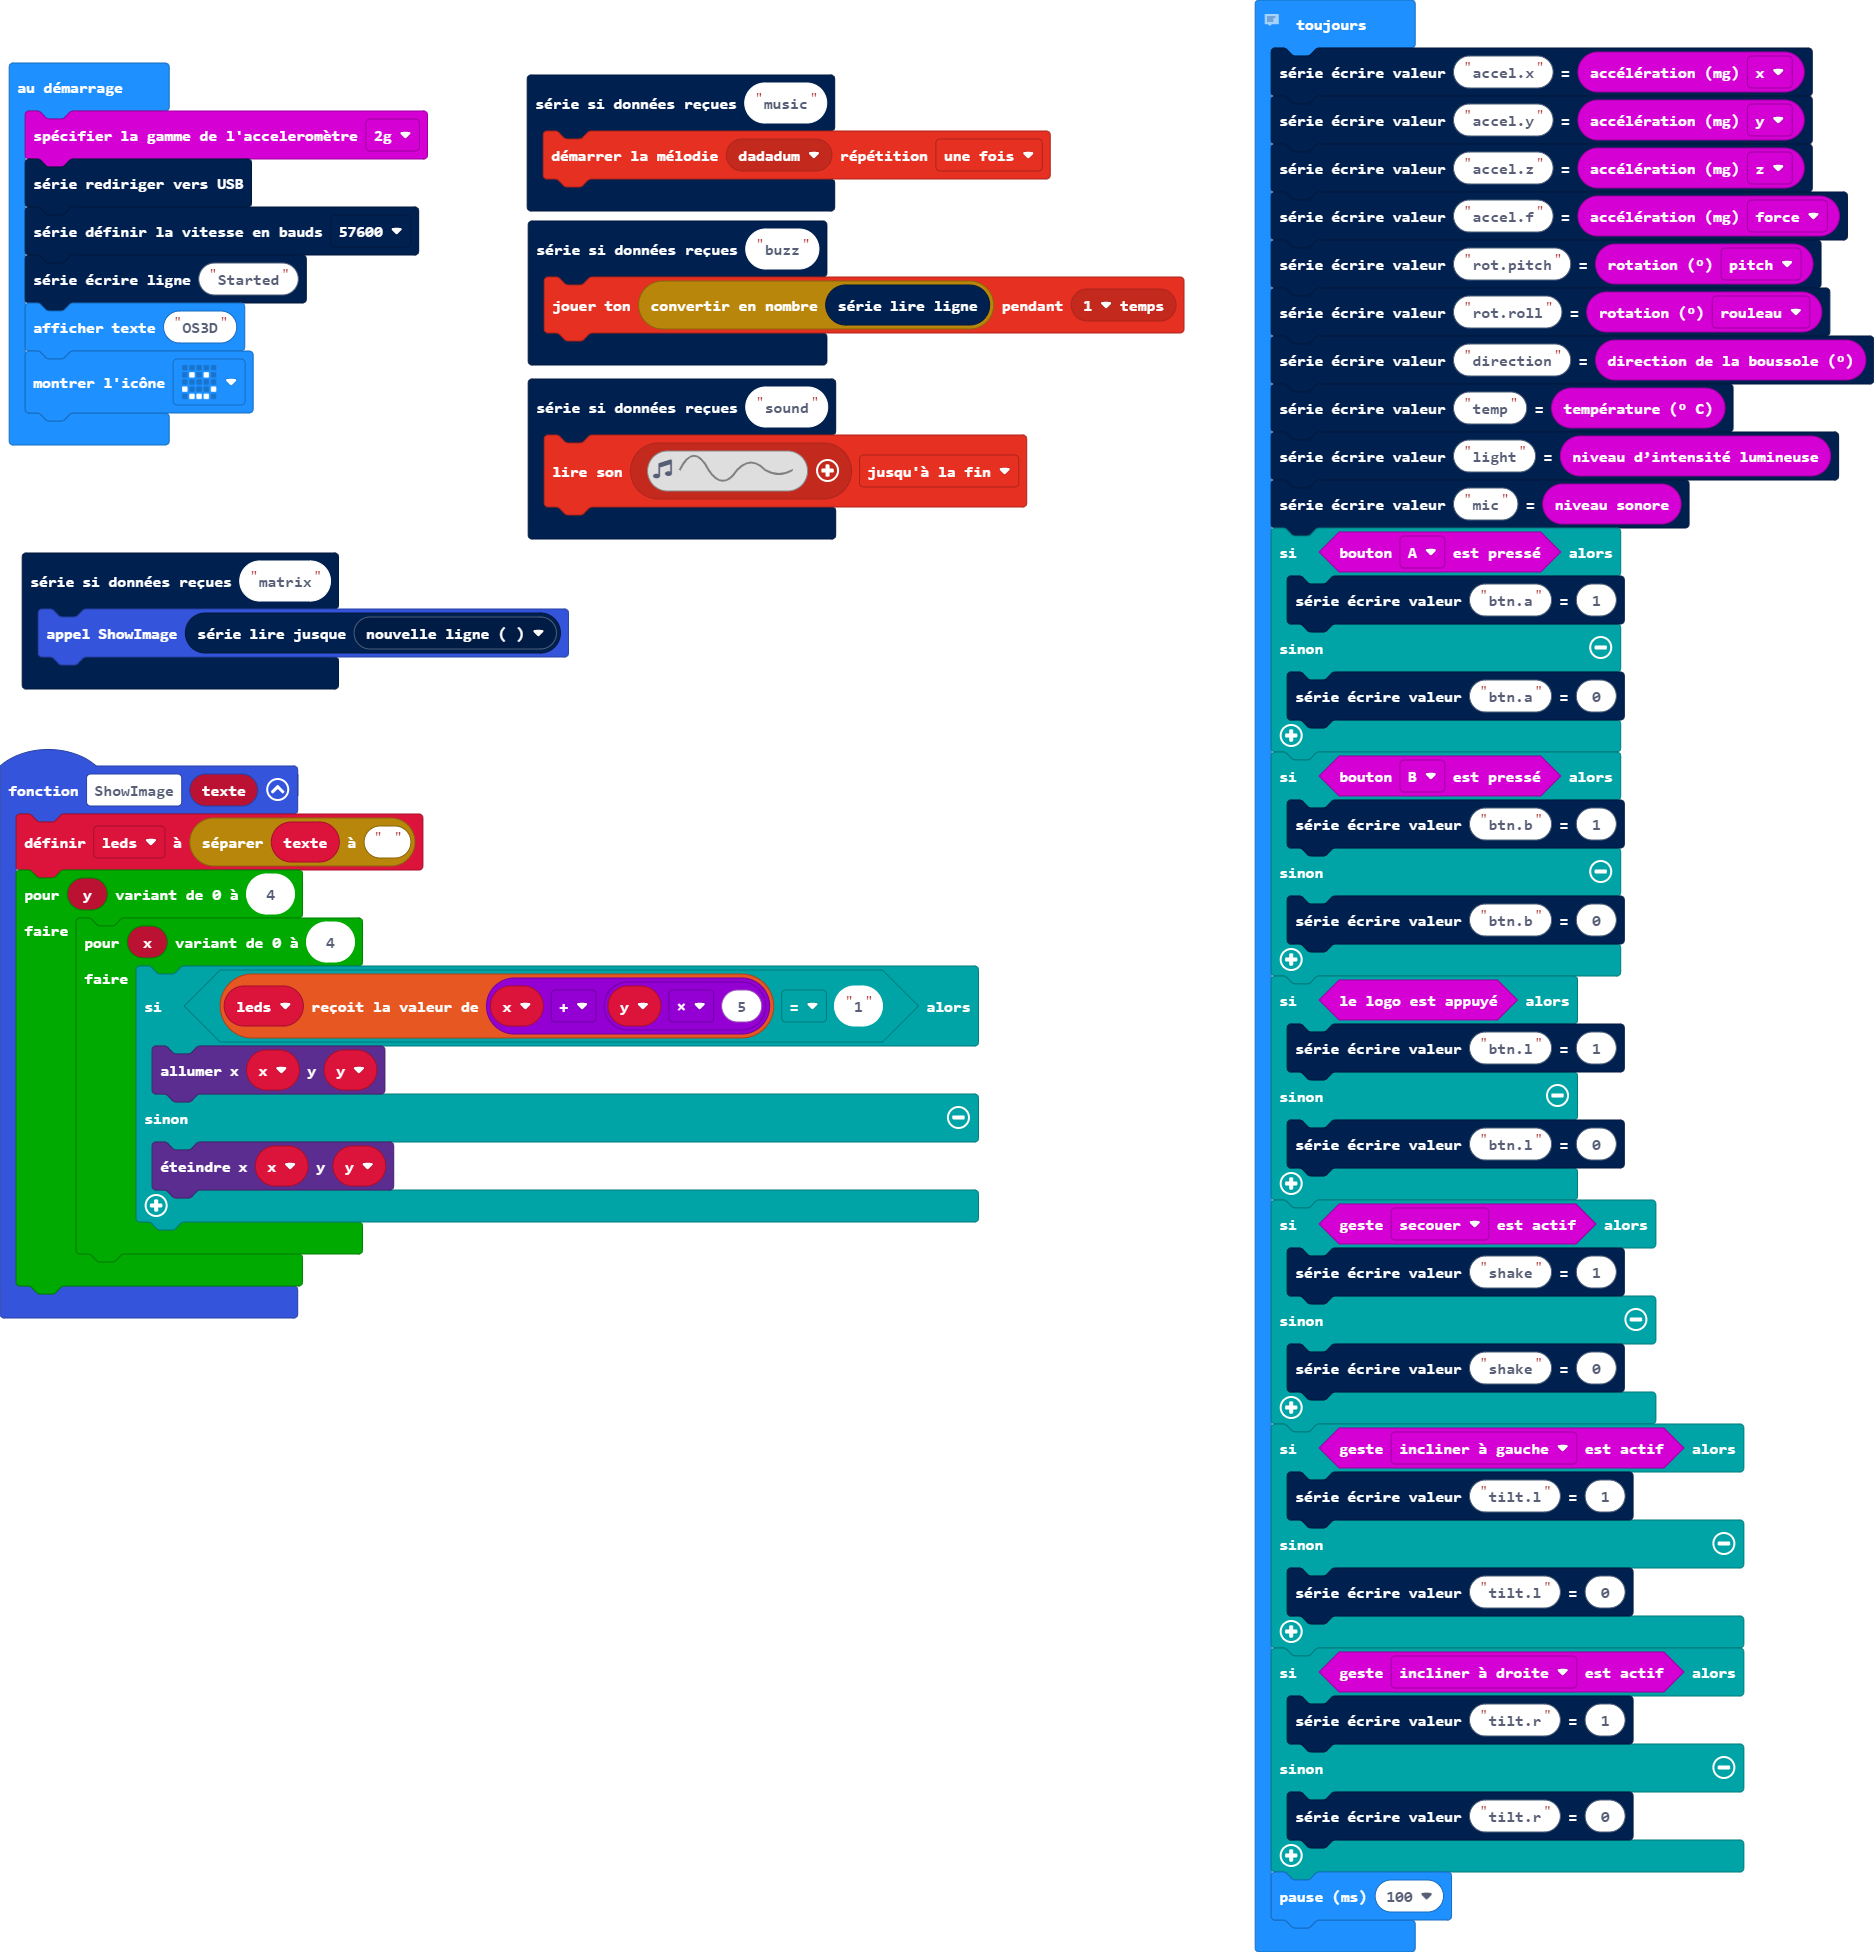 au démarrage
spécifier la gamme de l'acceleromètre 2g
série rediriger vers USB
série définir la vitesse en bauds 57600
série écrire ligne "Started"
afficher texte "OS3D"
montrer l'icône
série si données reçues "music"
démarrer la mélodie dadadum répétition une fois
série si données reçues "buzz"
jouer ton convertir en nombre série lire ligne pendant 1 temps
série si données reçues "sound"
lire son jusqu'à la fin
série si données reçues "matrix"
appel ShowImage série lire jusque nouvelle ligne ( )
fonction ShowImage texte
définir leds à séparer texte à " "
pour y variant de 0 à 4
faire
pour x variant de 0 à 4
faire
si leds reçoit la valeur de x + y × 5 = "1" alors
allumer x x y y
sinon
éteindre x x y y
toujours
série écrire valeur "accel.x" = accélération (mg) x
série écrire valeur "accel.y" = accélération (mg) y
série écrire valeur "accel.z" = accélération (mg) z
série écrire valeur "accel.f" = accélération (mg) force
série écrire valeur "rot.pitch" = rotation (º) pitch
série écrire valeur "rot.roll" = rotation (º) rouleau
série écrire valeur "direction" = direction de la boussole (º)
série écrire valeur "temp" = température (º C)
série écrire valeur "light" = niveau d’intensité lumineuse
série écrire valeur "mic" = niveau sonore
si bouton A est pressé alors
série écrire valeur "btn.a" = 1
sinon
série écrire valeur "btn.a" = 0
si bouton B est pressé alors
série écrire valeur "btn.b" = 1
sinon
série écrire valeur "btn.b" = 0
si le logo est appuyé alors
série écrire valeur "btn.l" = 1
sinon
série écrire valeur "btn.l" = 0
si geste secouer est actif alors
série écrire valeur "shake" = 1
sinon
série écrire valeur "shake" = 0
si geste incliner à gauche est actif alors
série écrire valeur "tilt.l" = 1
sinon
série écrire valeur "tilt.l" = 0
si geste incliner à droite est actif alors
série écrire valeur "tilt.r" = 1
sinon
série écrire valeur "tilt.r" = 0
pause (ms) 100